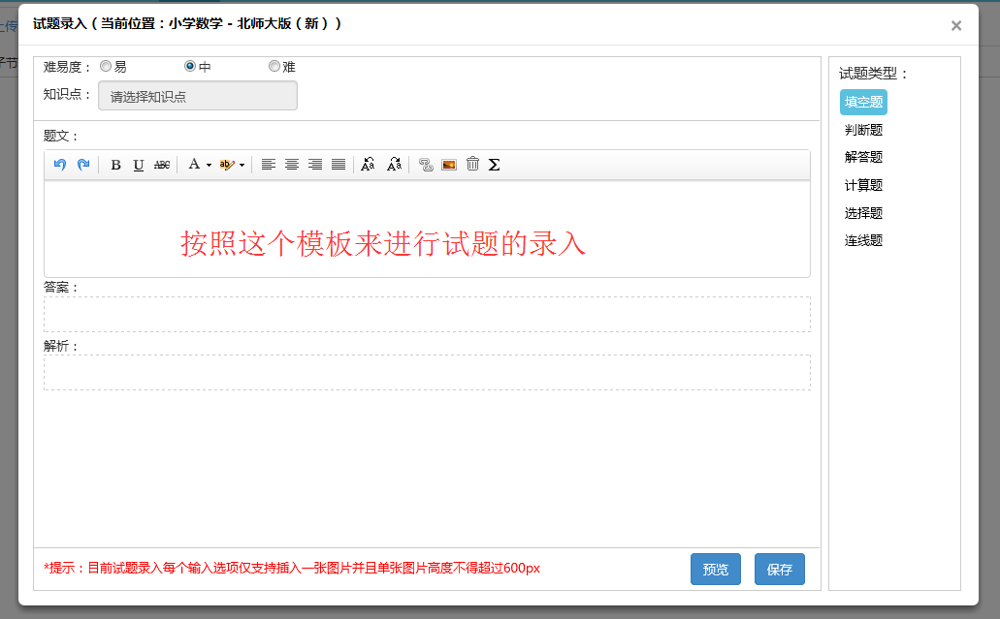 试题录入（当前位置：小学数学 - 北师大版（新））
×
上传
子节
难易度： 易 中 难
知识点： 请选择知识点
题文：
B U ABC A ab A a A a Σ
按照这个模板来进行试题的录入
答案：
解析：
*提示：目前试题录入每个输入选项仅支持插入一张图片并且单张图片高度不得超过600px
预览 保存
试题类型：
填空题
判断题
解答题
计算题
选择题
连线题